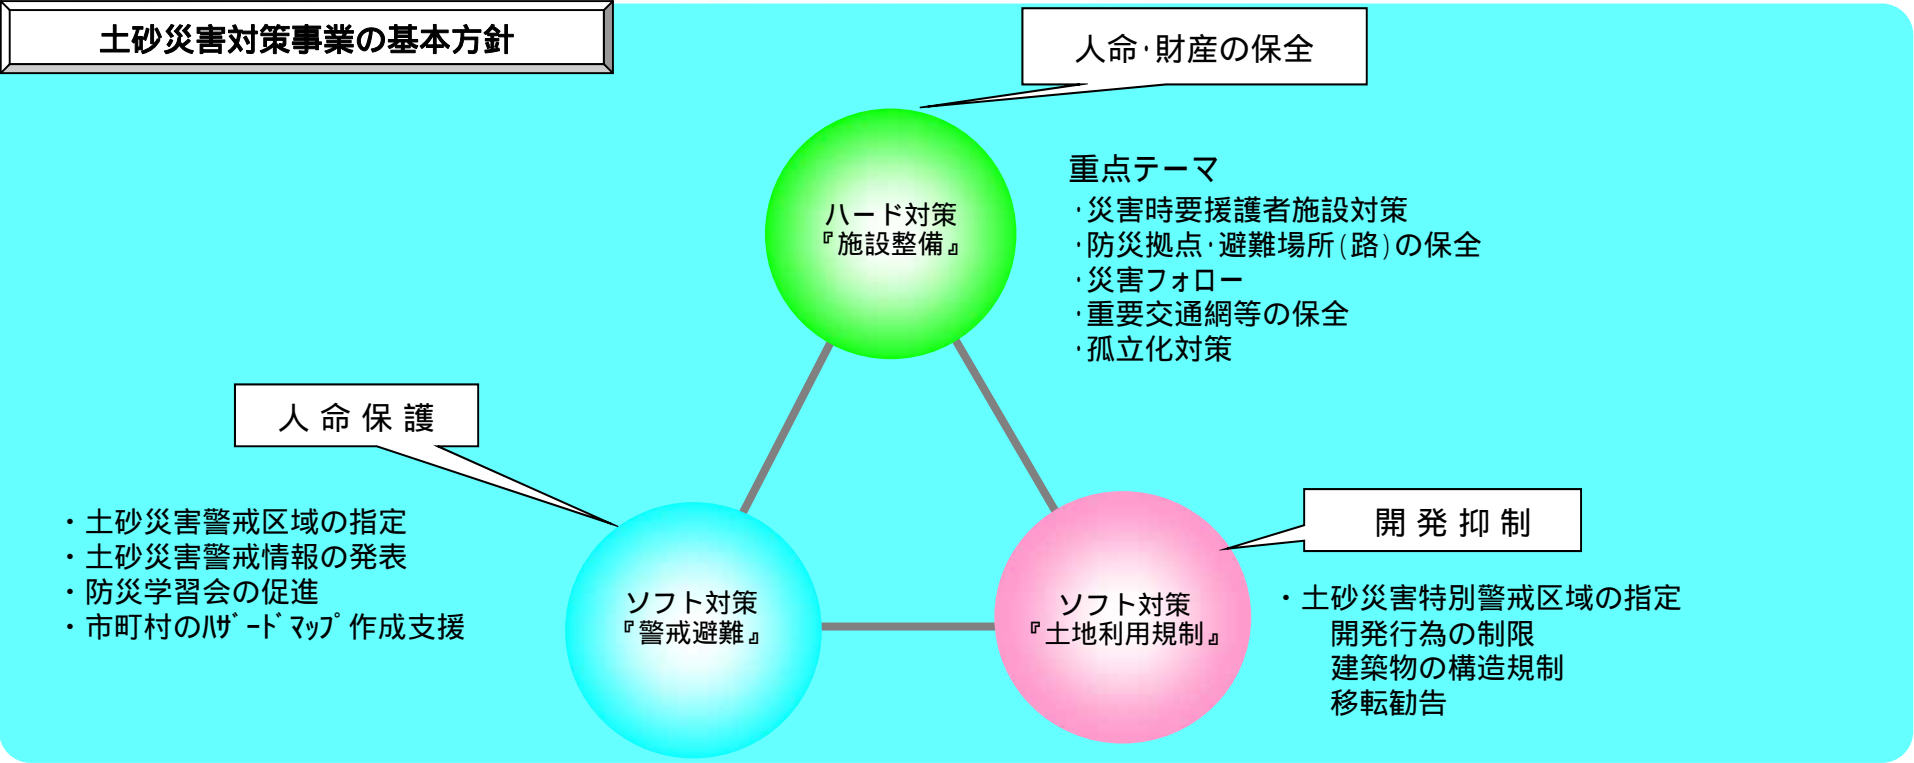 土砂災害対策事業の基本方針
人命・財産の保全
ハード対策
『施設整備』
重点テーマ
・災害時要援護者施設対策
・防災拠点・避難場所(路)の保全
・災害フォロー
・重要交通網等の保全
・孤立化対策
人命保護
・土砂災害警戒区域の指定
・土砂災害警戒情報の発表
・防災学習会の促進
・市町村のﾊｻﾞｰﾄﾞﾏｯﾌﾟ作成支援
ソフト対策
『警戒避難』
ソフト対策
『土地利用規制』
開発抑制
・土砂災害特別警戒区域の指定
開発行為の制限
建築物の構造規制
移転勧告